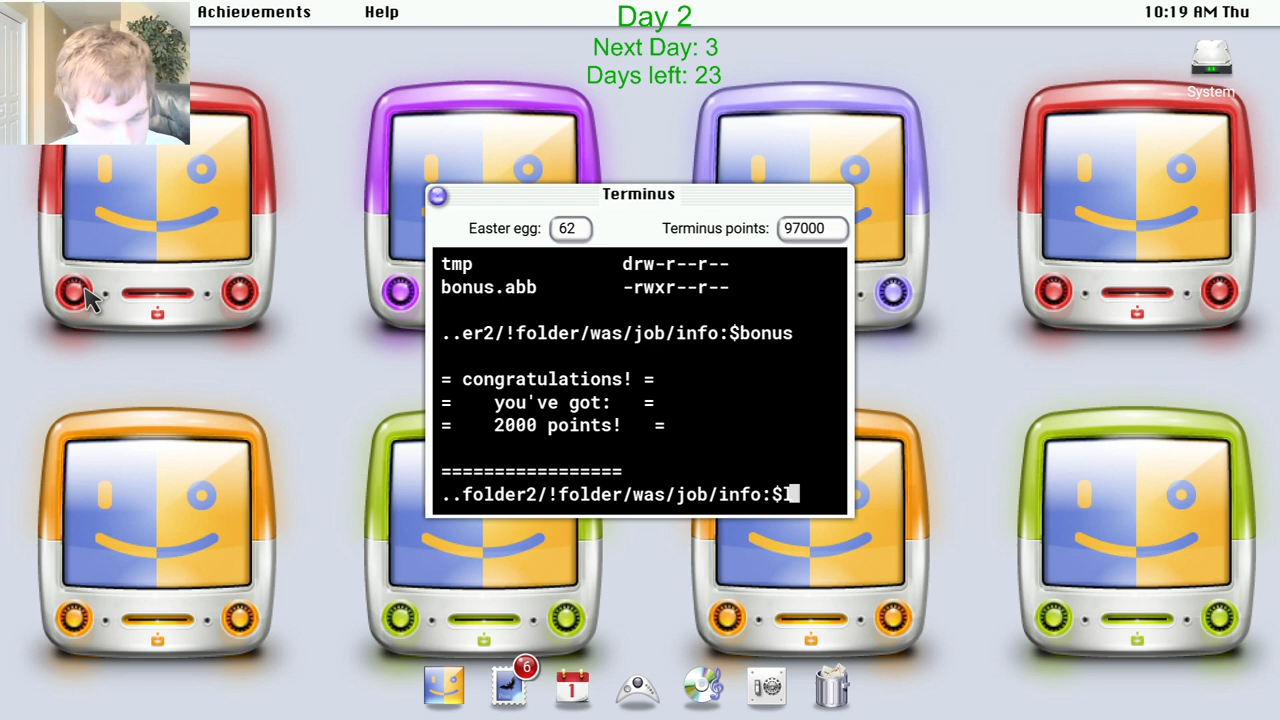 Achievements Help
Day 2
10:19 AM Thu
Next Day: 3
Days left: 23
System
Terminus
Easter egg: 62
Terminus points: 97000
tmp drw-r--r--
bonus.abb -rwxr--r--
..er2/!folder/was/job/info:$bonus
= congratulations! =
= you've got: =
= 2000 points! =
=================
..folder2/!folder/was/job/info:$
6
1